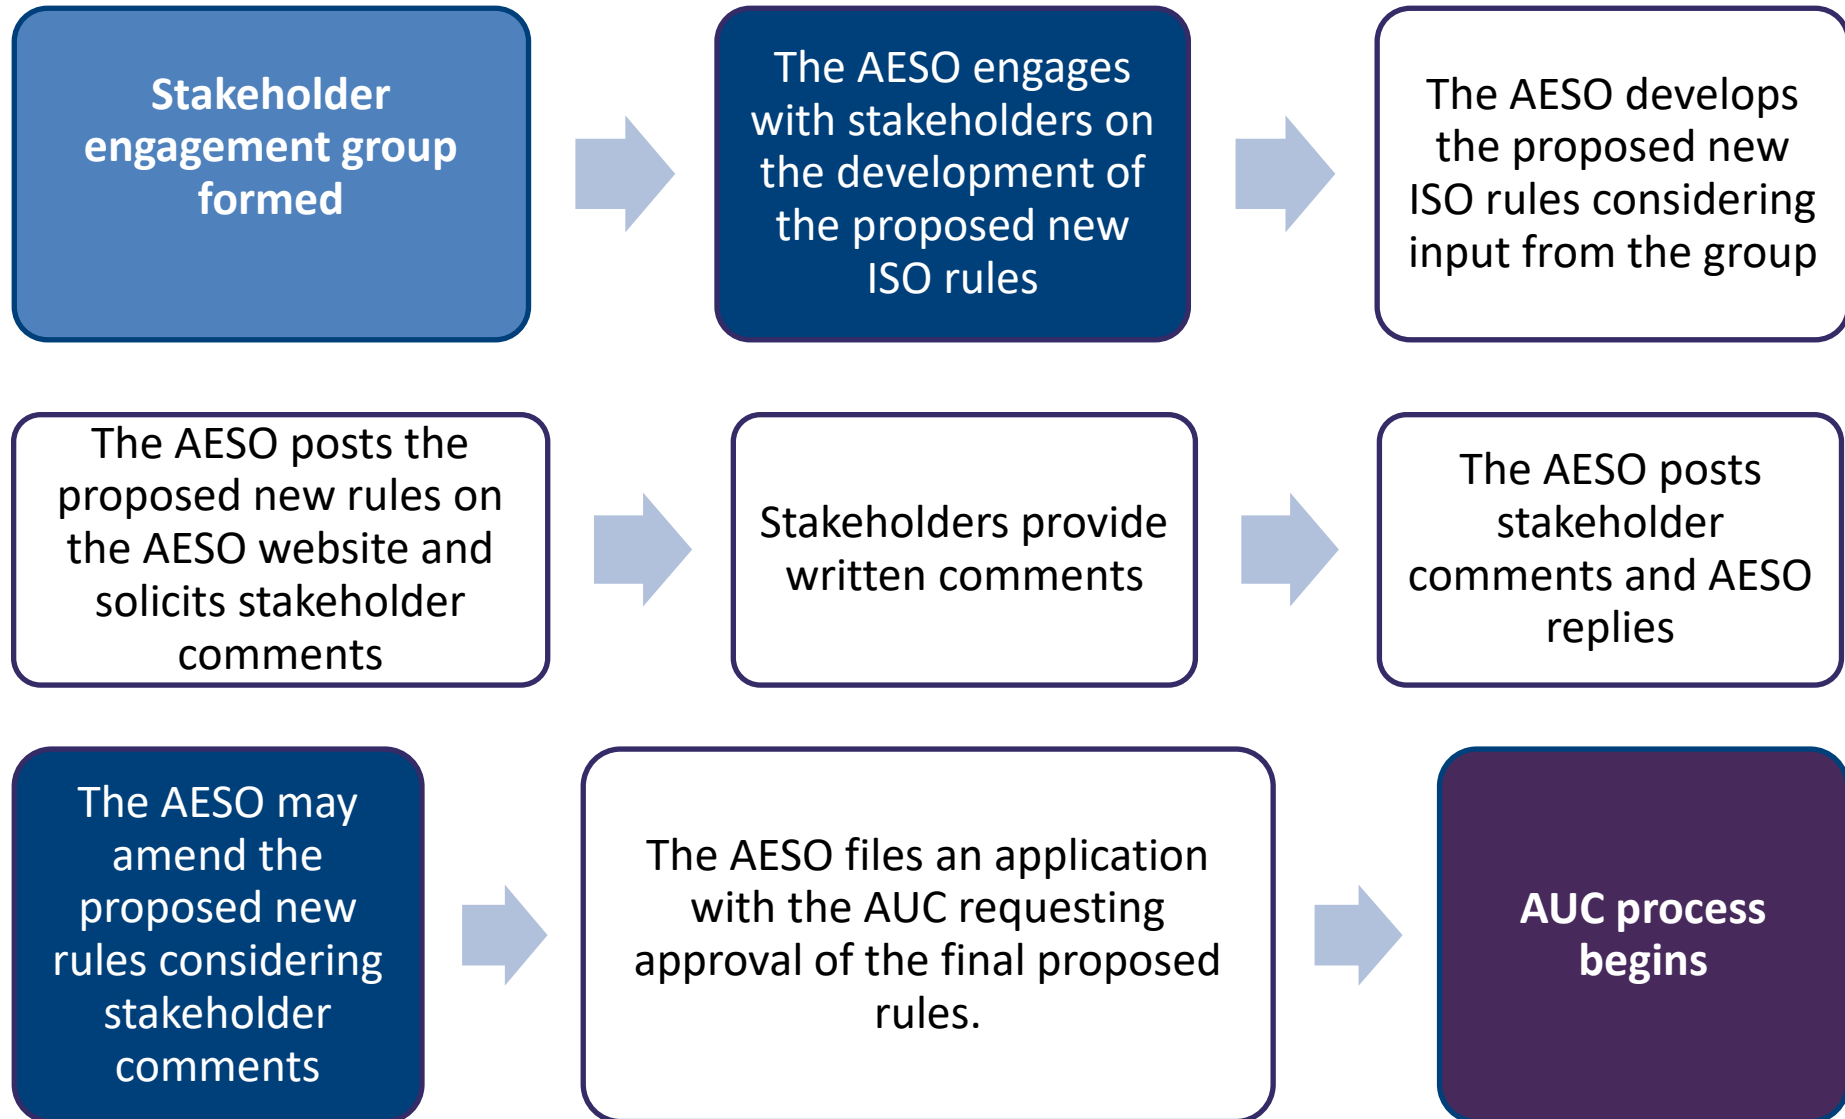 Stakeholder
engagement group
formed
The AESO engages
with stakeholders on
the development of
the proposed new
ISO rules
The AESO develops
the proposed new
ISO rules considering
input from the group
The AESO posts the
proposed new rules on
the AESO website and
solicits stakeholder
comments
Stakeholders provide
written comments
The AESO posts
stakeholder
comments and AESO
replies
The AESO may
amend the
proposed new
rules considering
stakeholder
comments
The AESO files an application
with the AUC requesting
approval of the final proposed
rules.
AUC process
begins